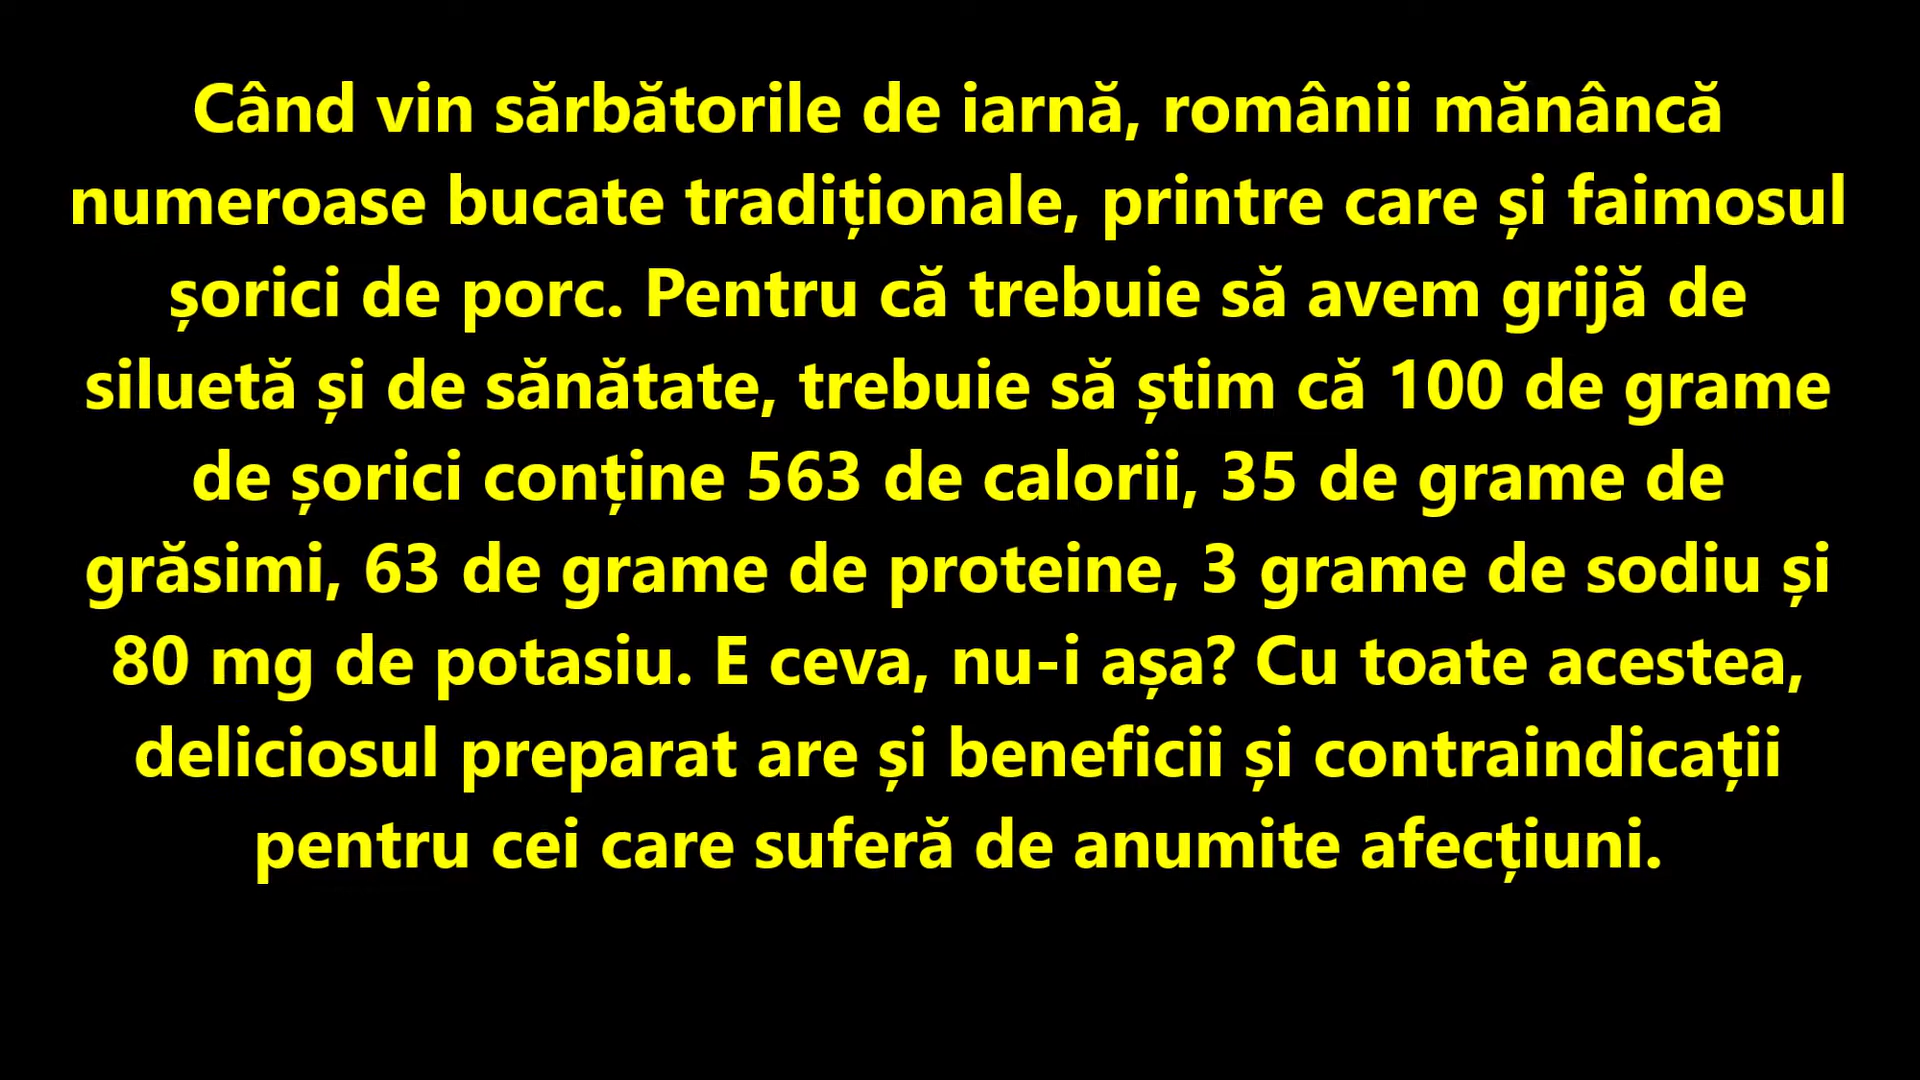 Când vin sărbătorile de iarnă, românii mănâncă
numeroase bucate tradiționale, printre care și faimosul
șorici de porc. Pentru că trebuie să avem grijă de
siluetă și de sănătate, trebuie să știm că 100 de grame
de șorici conține 563 de calorii, 35 de grame de
grăsimi, 63 de grame de proteine, 3 grame de sodiu și
80 mg de potasiu. E ceva, nu-i așa? Cu toate acestea,
deliciosul preparat are și beneficii și contraindicații
pentru cei care suferă de anumite afecțiuni.